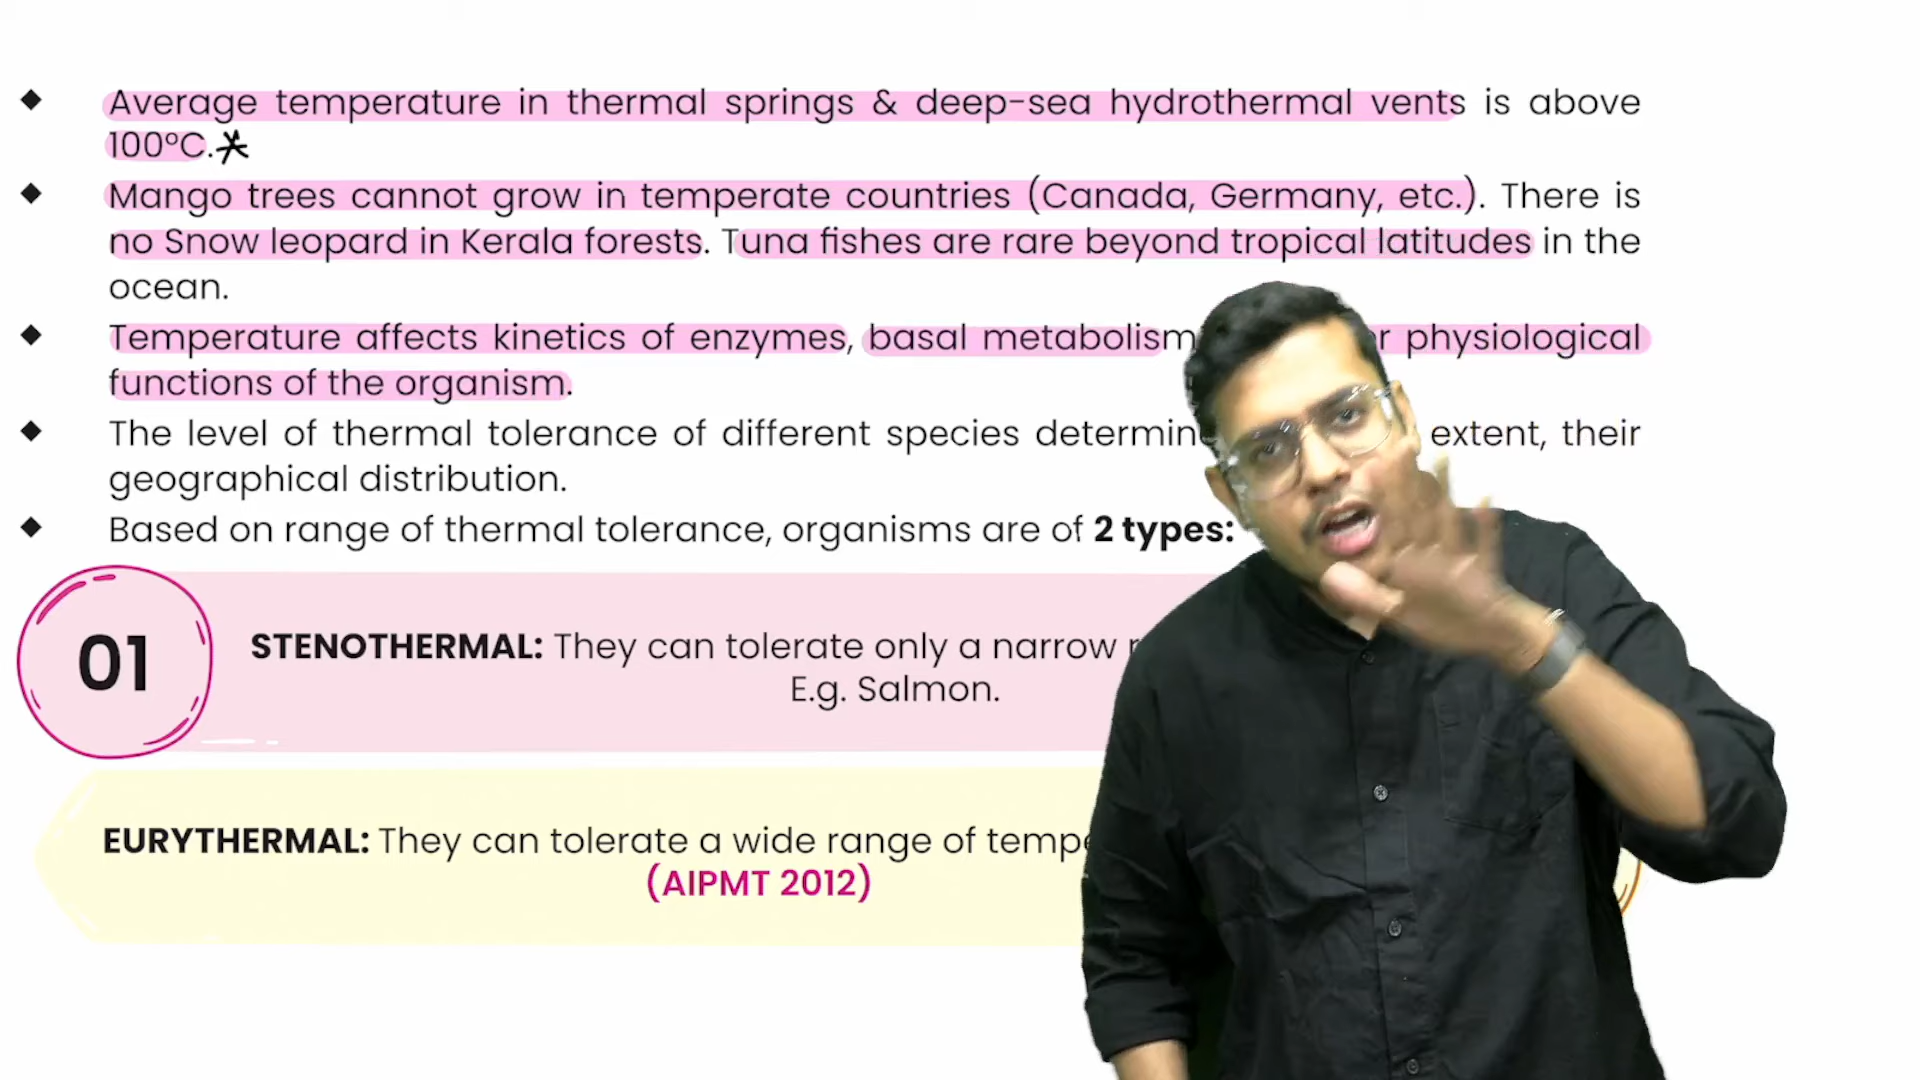 Average temperature in thermal springs & deep-sea hydrothermal vents is above
100°C.
Mango trees cannot grow in temperate countries (Canada, Germany, etc.). There is
no Snow leopard in Kerala forests. Tuna fishes are rare beyond tropical latitudes in the
ocean.
Temperature affects kinetics of enzymes, basal metabolism physiological
functions of the organism.
The level of thermal tolerance of different species extent, their
geographical distribution.
Based on range of thermal tolerance, organisms are of 2 types:
01
STENOTHERMAL: They can tolerate only a narrow
E.g. Salmon.
EURYTHERMAL: They can tolerate a wide range of
(AIPMT 2012)